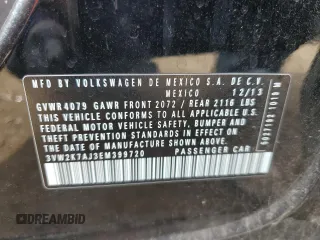 MFD BY VOLKSWAGEN DE MEXICO S.A. DE C.V.
MEXICO 12/13
GVWR 4079 GAWR FRONT 2072 / REAR 2116 LBS
THIS VEHICLE CONFORMS TO ALL APPLICABLE U.S.
FEDERAL MOTOR VEHICLE SAFETY, BUMPER, AND
THEFT PREVENTION STANDARDS IN EFFECT ON THE
DATE OF MANUFACTURE SHOWN ABOVE.
3VW2K7AJ3EM399720 PASSENGER CAR
© DRIVEBIDMD